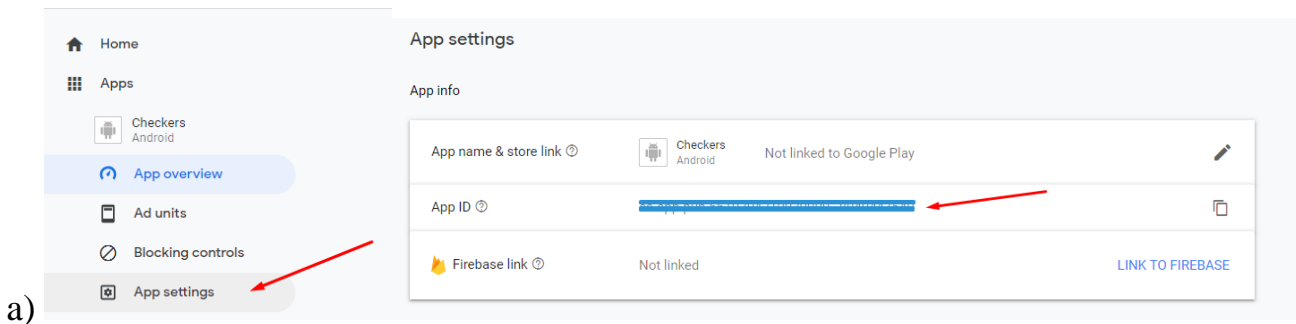 Home
Apps
Checkers
Android
App overview
Ad units
Blocking controls
App settings
a)
App settings
App info
App name & store link
Checkers
Android
Not linked to Google Play
App ID
Firebase link
Not linked
LINK TO FIREBASE